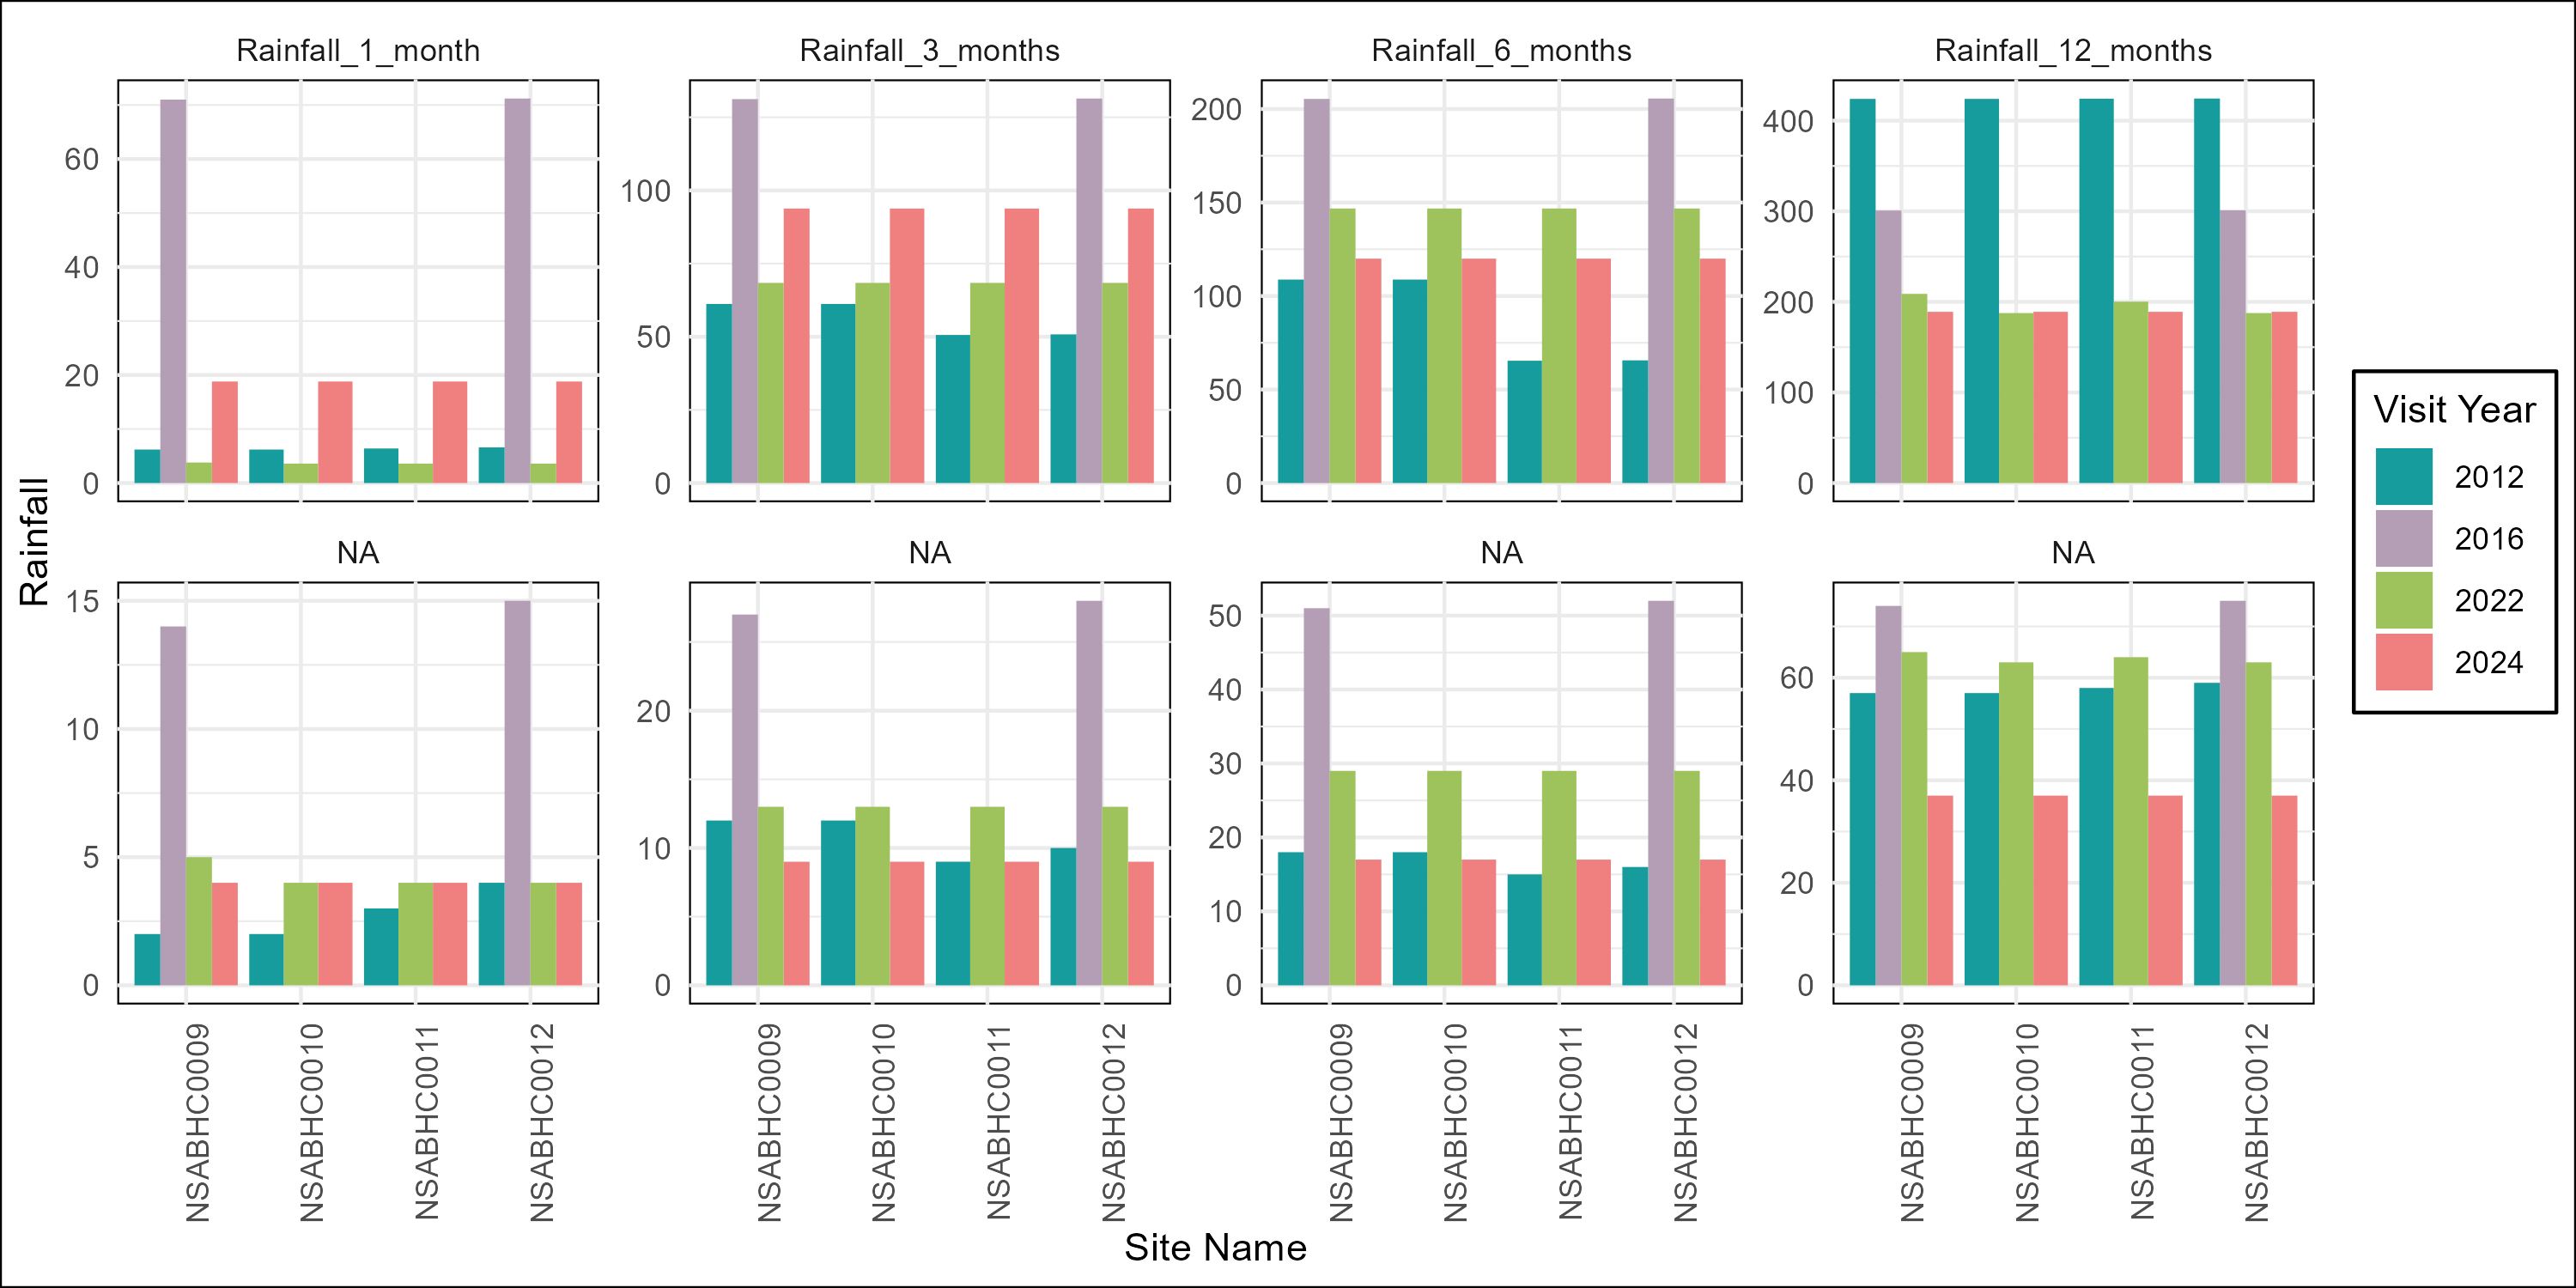 Rainfall_1_month
Rainfall_3_months
Rainfall_6_months
Rainfall_12_months
60
40
20
0
100
50
0
200
150
100
50
0
400
300
200
100
0
Rainfall
NA
NA
NA
NA
15
10
5
0
20
10
0
50
40
30
20
10
0
60
40
20
0
NSABHC0009
NSABHC0010
NSABHC0011
NSABHC0012
NSABHC0009
NSABHC0010
NSABHC0011
NSABHC0012
NSABHC0009
NSABHC0010
NSABHC0011
NSABHC0012
NSABHC0009
NSABHC0010
NSABHC0011
NSABHC0012
Site Name
Visit Year
2012
2016
2022
2024